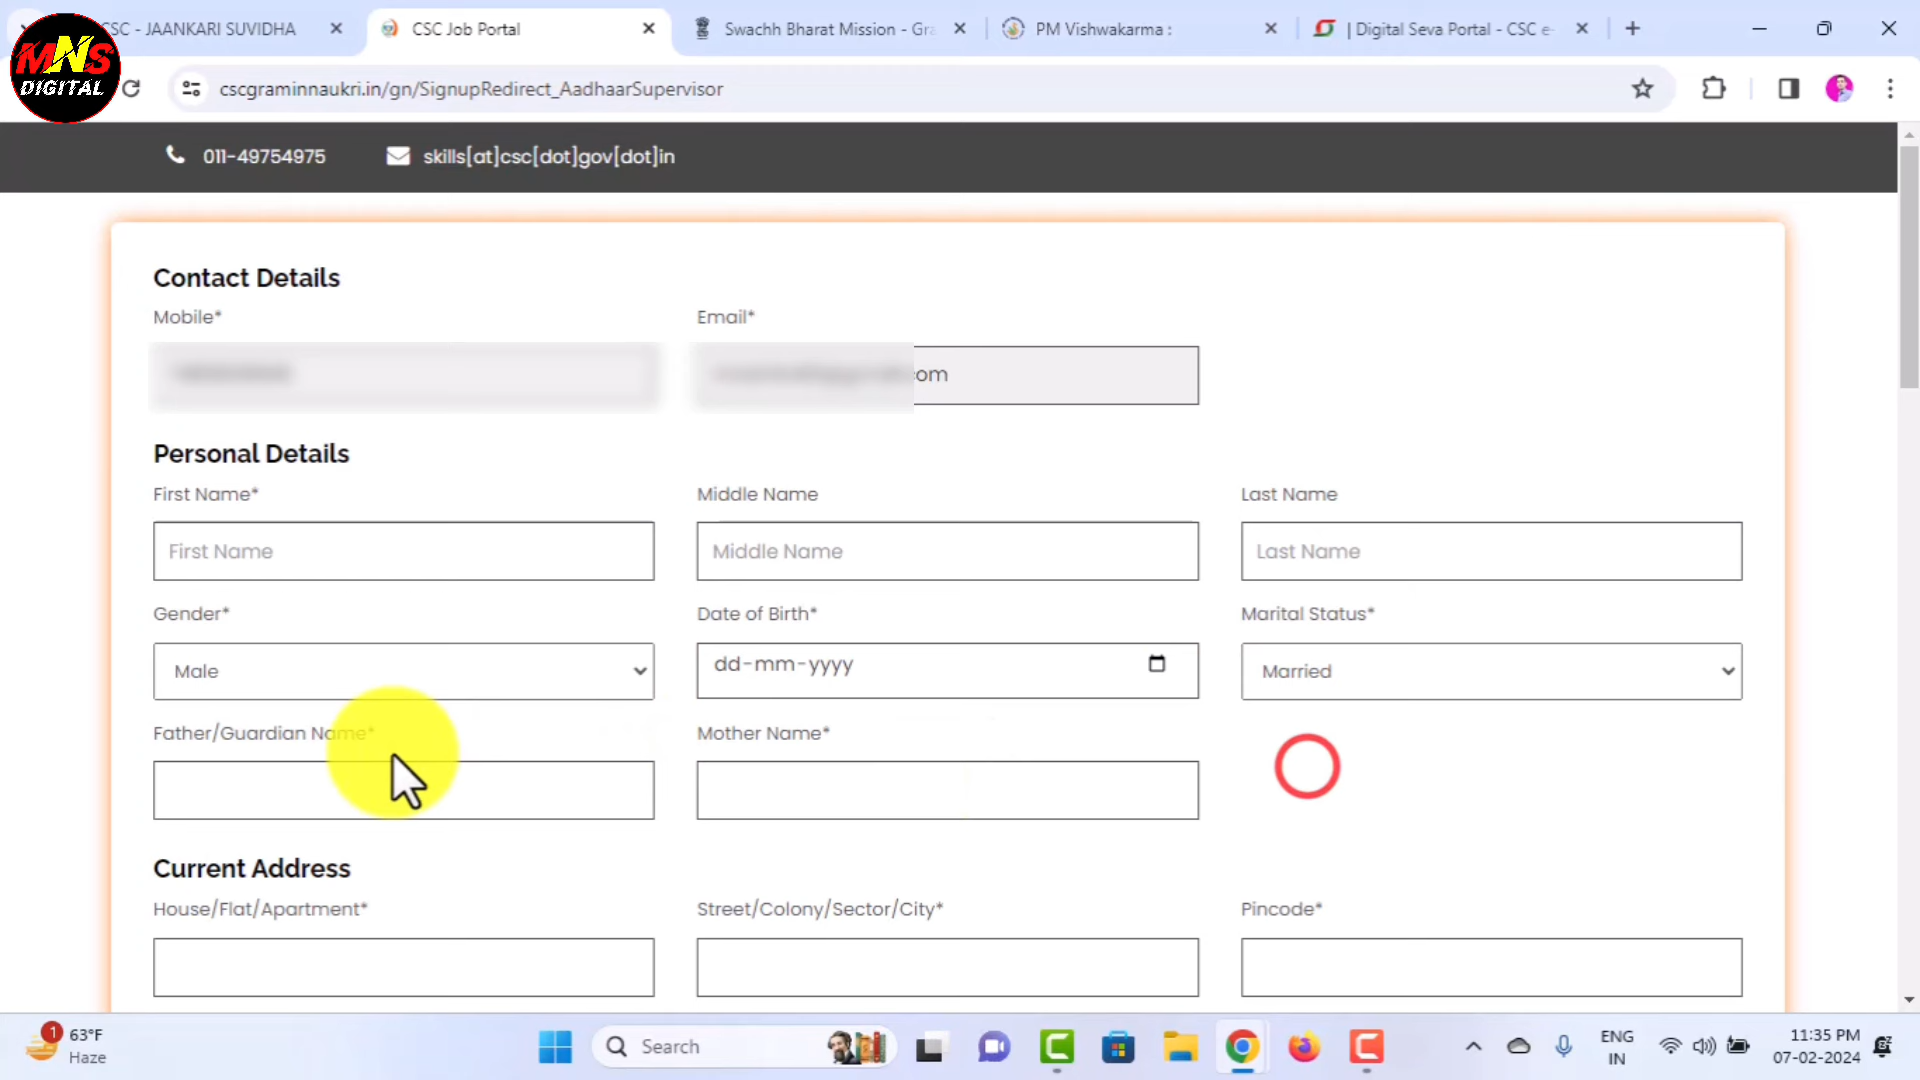 SC - JAANKARI SUVIDHA
CSC Job Portal
Swachh Bharat Mission - Gra
PM Vishwakarma :
| Digital Seva Portal - CSC e-
MNS
DIGITAL
cscgraminnaukri.in/gn/SignupRedirect_AadhaarSupervisor
011-49754975
skills[at]csc[dot]gov[dot]in
Contact Details
Mobile*
Email*
com
Personal Details
First Name*
Middle Name
Last Name
First Name
Middle Name
Last Name
Gender*
Date of Birth*
Marital Status*
Male
dd-mm-yyyy
Married
Father/Guardian Name*
Mother Name*
Current Address
House/Flat/Apartment*
Street/Colony/Sector/City*
Pincode*
1
63°F
Haze
Search
ENG
IN
11:35 PM
07-02-2024